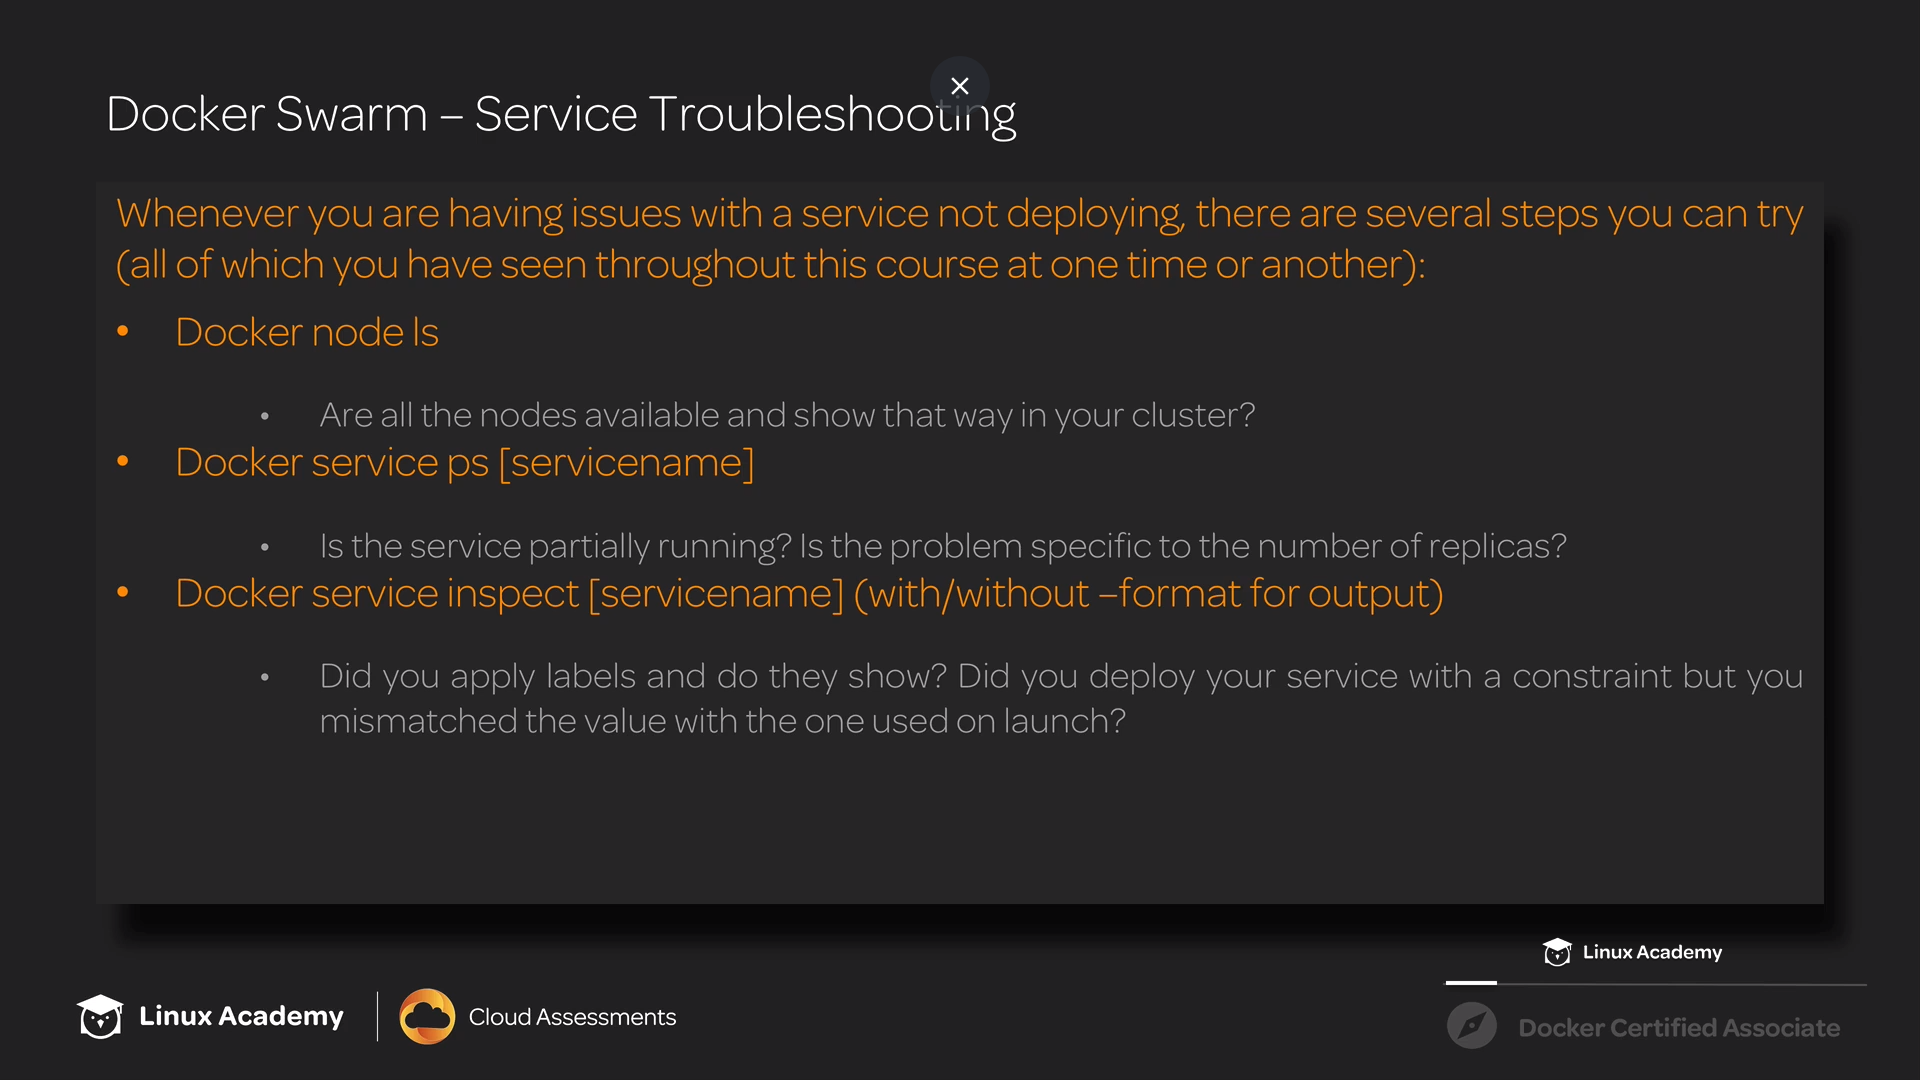 Docker Swarm – Service Troubleshooting
Whenever you are having issues with a service not deploying, there are several steps you can try
(all of which you have seen throughout this course at one time or another):
• Docker node ls
• Are all the nodes available and show that way in your cluster?
• Docker service ps [servicename]
• Is the service partially running? Is the problem specific to the number of replicas?
• Docker service inspect [servicename] (with/without –format for output)
• Did you apply labels and do they show? Did you deploy your service with a constraint but you
mismatched the value with the one used on launch?
Linux Academy
Linux Academy
Cloud Assessments
Docker Certified Associate